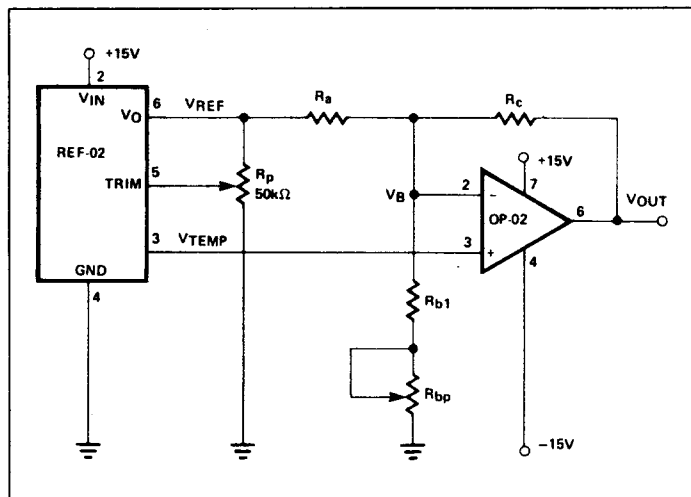 +15V
2
VIN
6
VREF
Ra
Rc
VO
REF-02
+15V
7
TRIM
5
Rp
50kΩ
VB
2
−
OP-02
6
VOUT
3
VTEMP
3
+
4
GND
4
Rb1
Rbp
−15V